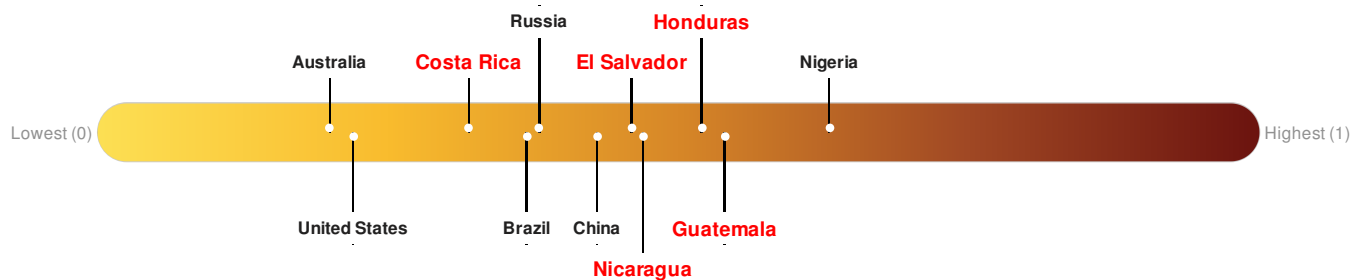 Russia
Honduras
Australia
Costa Rica
El Salvador
Nigeria
Lowest (0)
Highest (1)
United States
Brazil
China
Guatemala
Nicaragua